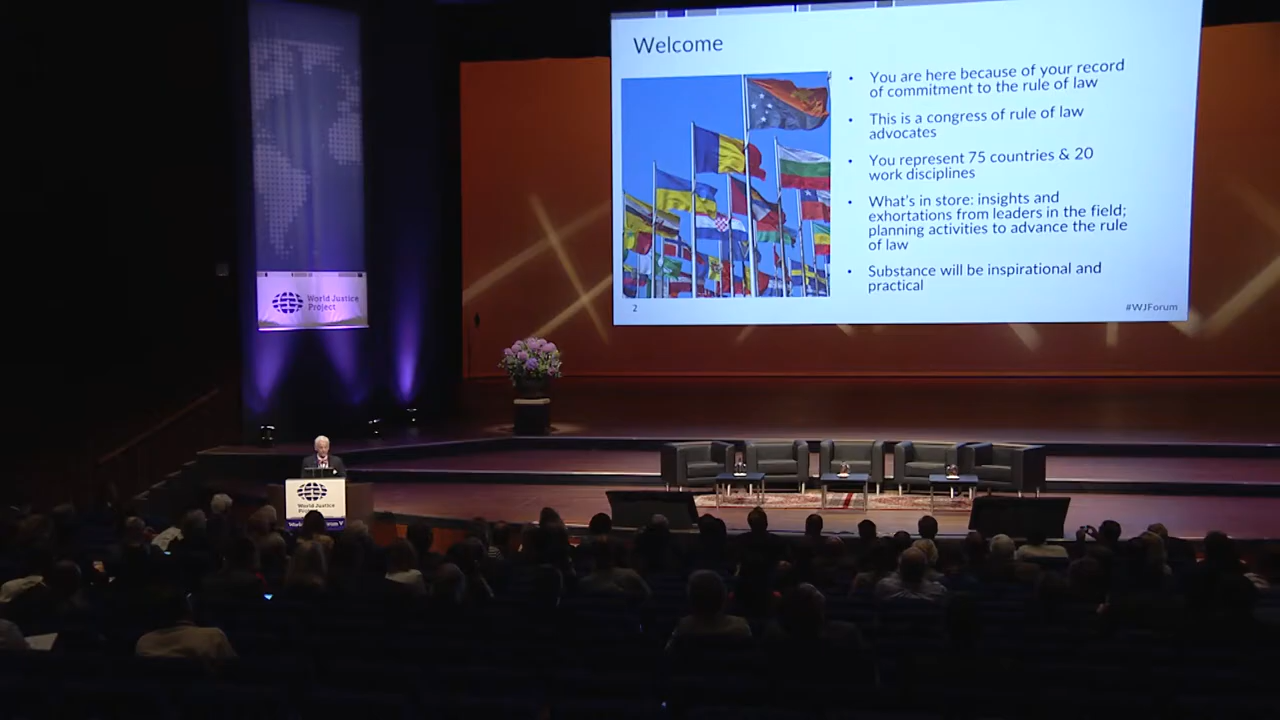 Welcome
• You are here because of your record
of commitment to the rule of law
• This is a congress of rule of law
advocates
• You represent 75 countries & 20
work disciplines
• What's in store: insights and
exhortations from leaders in the field;
planning activities to advance the rule
of law
• Substance will be inspirational and
practical
2
#WJForum
World Justice
Project
World Justice
Project